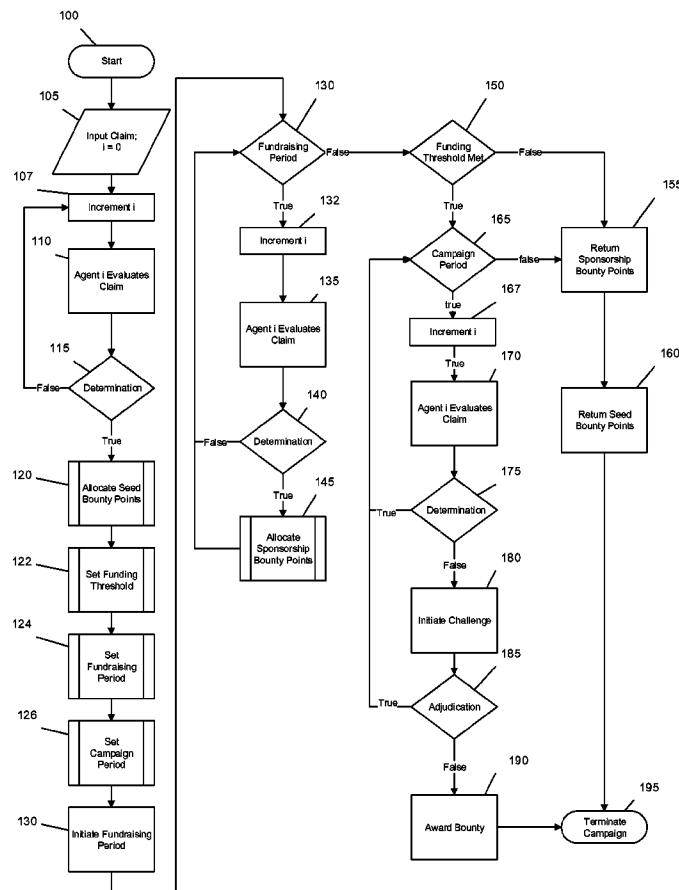 100
Start
105
Input Claim;
i = 0
107
Increment i
110
Agent i Evaluates
Claim
115
False
Determination
True
120
Allocate Seed
Bounty Points
122
Set Funding
Threshold
124
Set
Fundraising
Period
126
Set
Campaign
Period
130
Initiate Fundraising
Period
130
Fundraising
Period
False
True
132
Increment i
135
Agent i Evaluates
Claim
140
False
Determination
True
145
Allocate
Sponsorship
Bounty Points
150
Funding
Threshold Met
False
True
165
Campaign
Period
false
true
167
Increment i
True
170
Agent i Evaluates
Claim
175
True
Determination
False
180
Initiate Challenge
185
True
Adjudication
False
190
Award Bounty
155
Return
Sponsorship
Bounty Points
160
Return Seed
Bounty Points
195
Terminate
Campaign